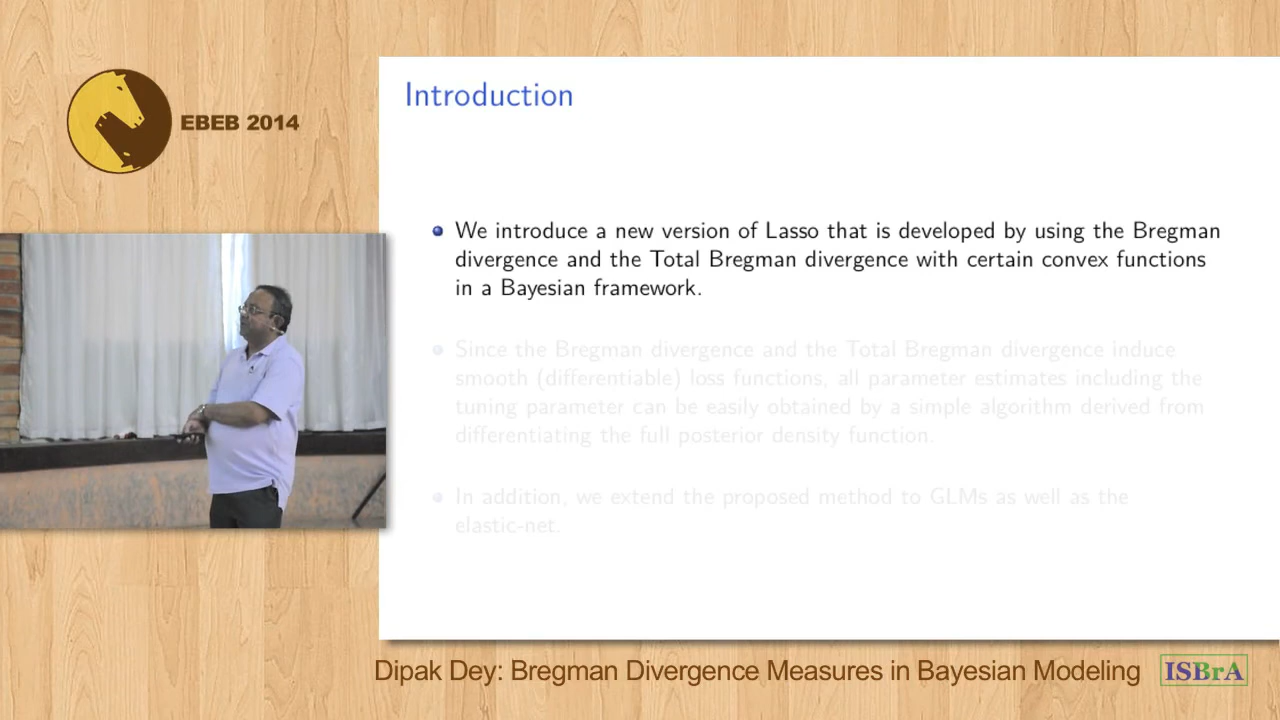 EBEB 2014
Introduction
We introduce a new version of Lasso that is developed by using the Bregman
divergence and the Total Bregman divergence with certain convex functions
in a Bayesian framework.
Since the Bregman divergence and the Total Bregman divergence induce
smooth (differentiable) loss functions, all parameter estimates including the
tuning parameter can be easily obtained by a simple algorithm derived from
differentiating the full posterior density function.
In addition, we extend the proposed method to GLMs as well as the
elastic-net.
Dipak Dey: Bregman Divergence Measures in Bayesian Modeling
ISBrA